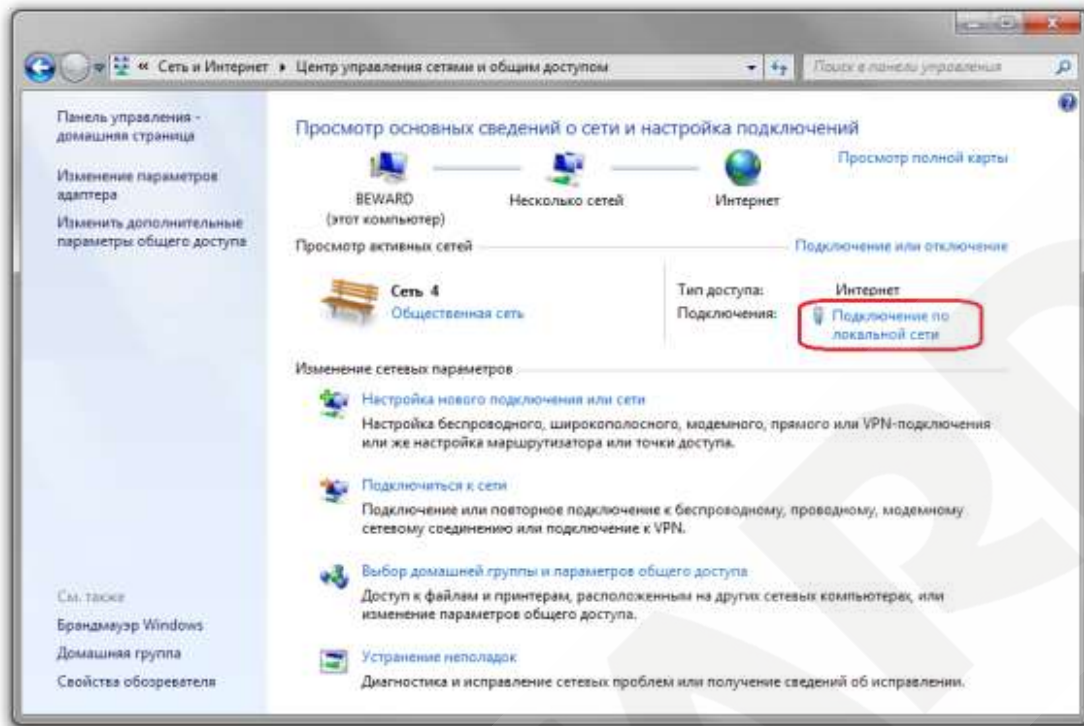 « Сеть и Интернет ▸ Центр управления сетями и общим доступом
Поиск в панели управления
Панель управления -
домашняя страница
Изменение параметров
адаптера
Изменить дополнительные
параметры общего доступа
См. также
Брандмауэр Windows
Домашняя группа
Свойства обозревателя
Просмотр основных сведений о сети и настройка подключений
Просмотр полной карты
BEWARD
(этот компьютер)
Несколько сетей
Интернет
Просмотр активных сетей
Подключение или отключение
Сеть 4
Общественная сеть
Тип доступа: Интернет
Подключения: Подключение по
локальной сети
Изменение сетевых параметров
Настройка нового подключения или сети
Настройка беспроводного, широкополосного, модемного, прямого или VPN-подключения
или же настройка маршрутизатора или точки доступа.
Подключиться к сети
Подключение или повторное подключение к беспроводному, проводному, модемному
сетевому соединению или подключение к VPN.
Выбор домашней группы и параметров общего доступа
Доступ к файлам и принтерам, расположенным на других сетевых компьютерах, или
изменение параметров общего доступа.
Устранение неполадок
Диагностика и исправление сетевых проблем или получение сведений об исправлении.